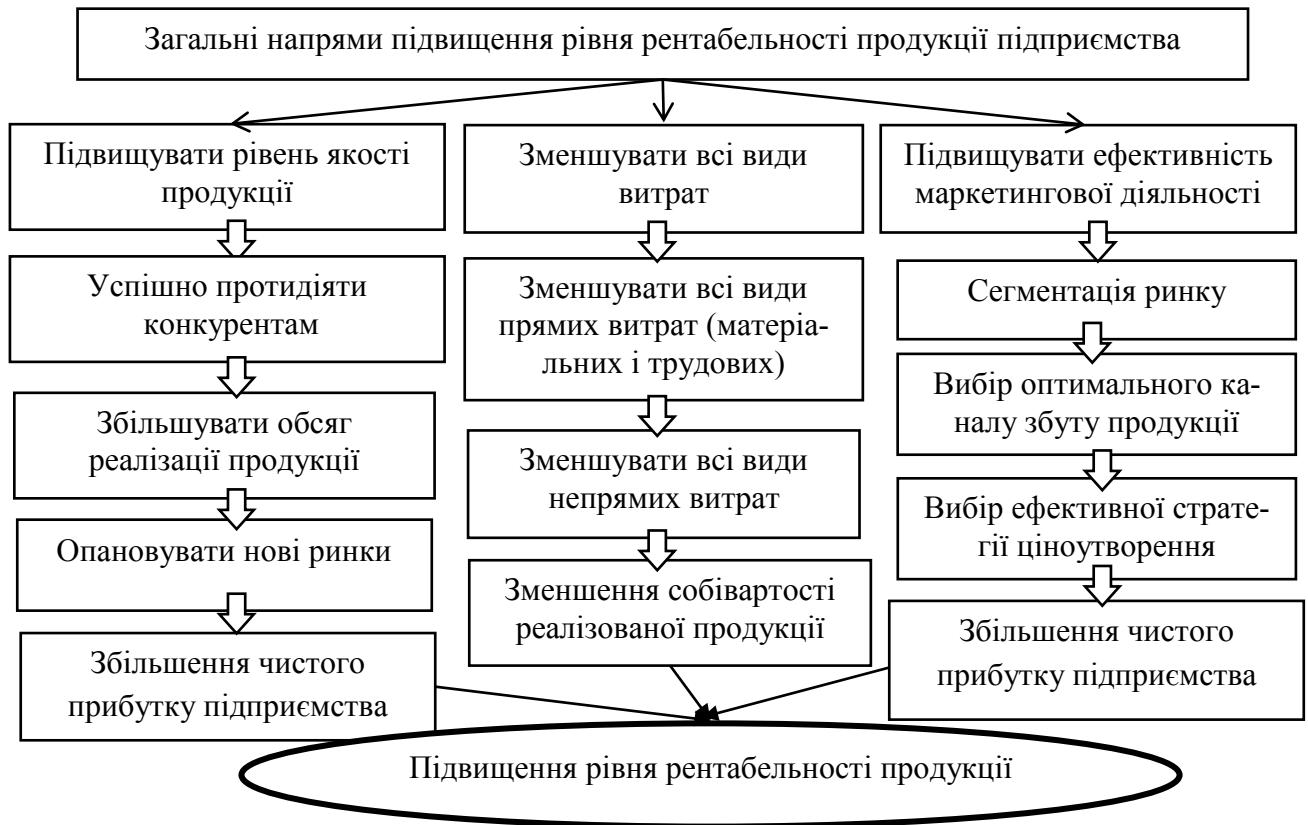 Загальні напрями підвищення рівня рентабельності продукції підприємства
Підвищувати рівень якості
продукції
Успішно протидіяти
конкурентам
Збільшувати обсяг
реалізації продукції
Опановувати нові ринки
Збільшення чистого
прибутку підприємства
Зменшувати всі види
витрат
Зменшувати всі види
прямих витрат (матеріа-
льних і трудових)
Зменшувати всі види
непрямих витрат
Зменшення собівартості
реалізованої продукції
Підвищувати ефективність
маркетингової діяльності
Сегментація ринку
Вибір оптимального ка-
налу збуту продукції
Вибір ефективної страте-
гії ціноутворення
Збільшення чистого
прибутку підприємства
Підвищення рівня рентабельності продукції